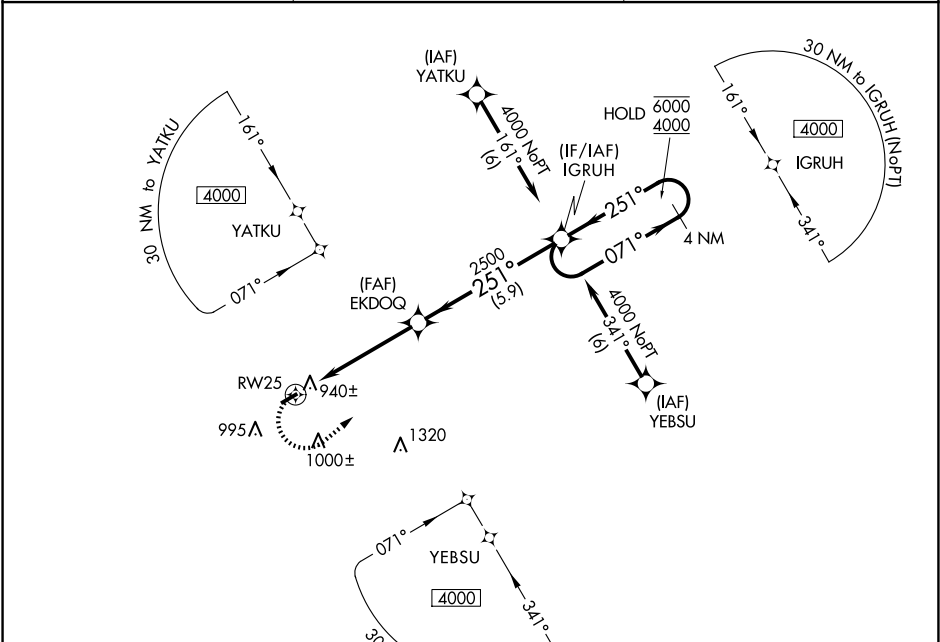 (IAF)
YATKU
4000 NoPT
161°
(6)
HOLD 6000
4000
(IF/IAF)
IGRUH
251°
071°
4 NM
30 NM to IGRUH (NoPT)
161°
4000
IGRUH
341°
30 NM to YATKU
161°
4000
YATKU
071°
2500
251°
(5.9)
(FAF)
EKDOQ
4000 NoPT
341°
(6)
(IAF)
YEBSU
RW25
940±
995
1000±
1320
071°
YEBSU
4000
341°
30